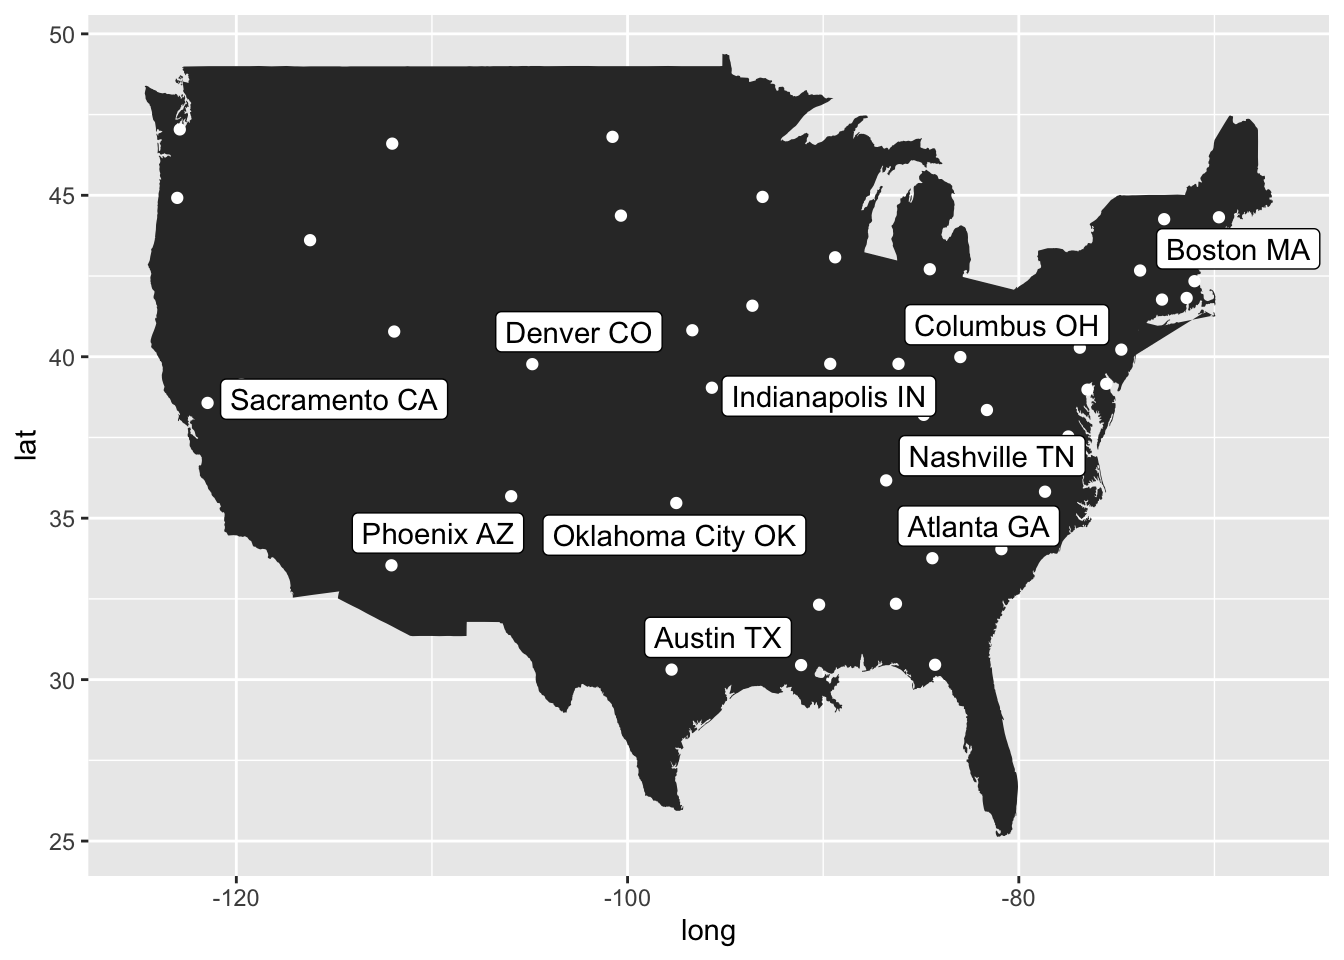 50
45
40
35
30
25
lat
Boston MA
Columbus OH
Denver CO
Indianapolis IN
Sacramento CA
Nashville TN
Atlanta GA
Phoenix AZ
Oklahoma City OK
Austin TX
-120
-100
-80
long